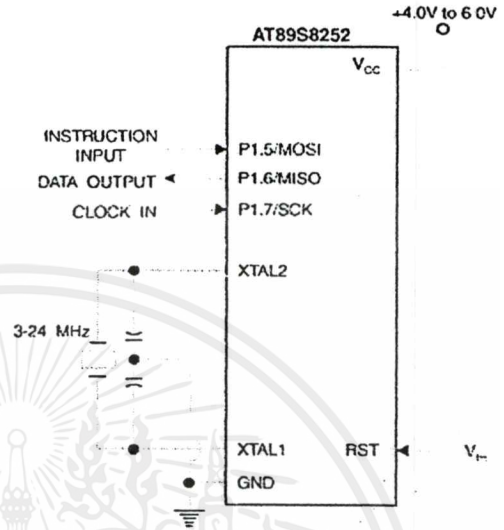 +4.0V to 6.0V
AT89S8252
VCC
INSTRUCTION
INPUT
P1.5/MOSI
DATA OUTPUT
P1.6/MISO
CLOCK IN
P1.7/SCK
XTAL2
3-24 MHz
XTAL1
RST
GND